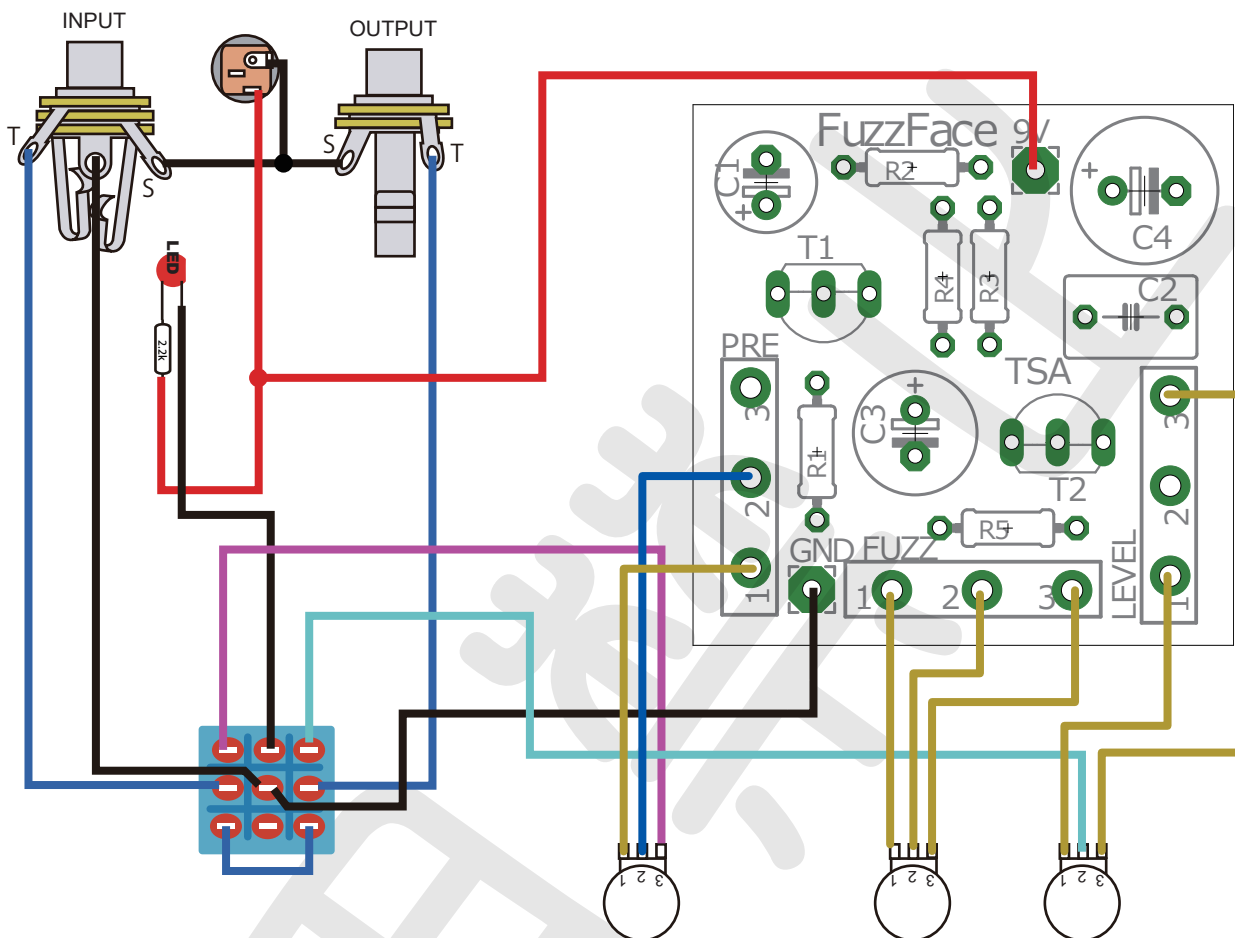 INPUT
OUTPUT
T
S
S
T
LED
2.2k
FuzzFace
9V
C1
R2
C4
T1
R4
R3
C2
PRE
TSA
3
2
1
R1
C3
T2
R5
GND
FUZZ
1
2
3
LEVEL
3
2
1
1
2
3
1
2
3
1
2
3